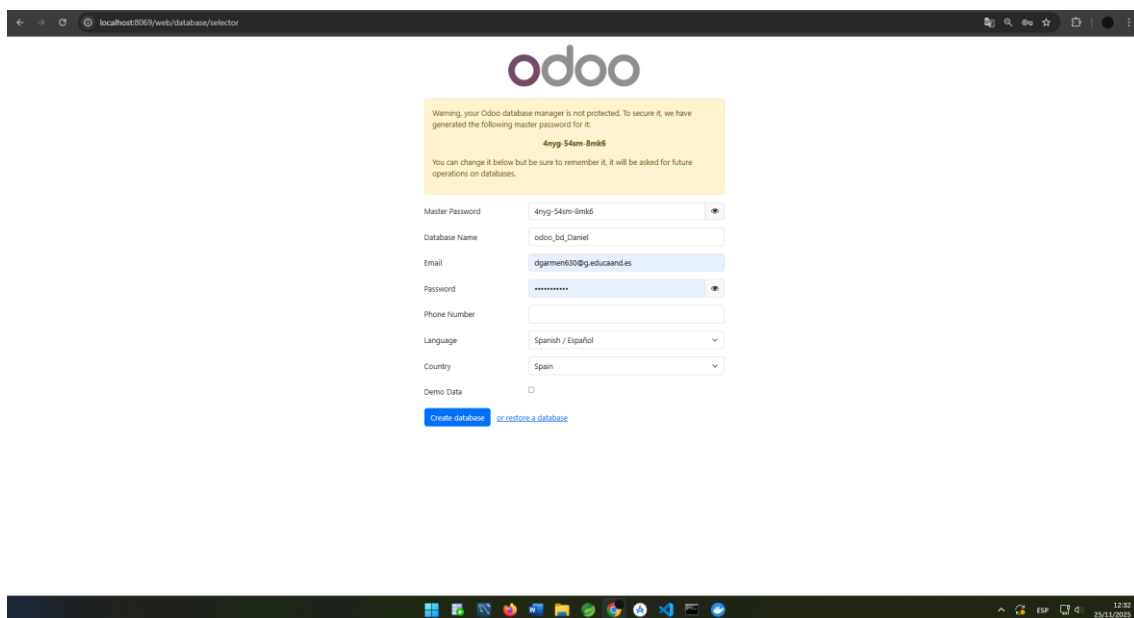 localhost:8069/web/database/selector
odoo
Warning, your Odoo database manager is not protected. To secure it, we have
generated the following master password for it:
4nyg-54sm-8mk6
You can change it below but be sure to remember it, it will be asked for future
operations on databases.
Master Password 4nyg-54sm-8mk6
Database Name odoo_bd_Daniel
Email dgarmen630@g.educaand.es
Password •••••••••••
Phone Number
Language Spanish / Español
Country Spain
Demo Data
Create database or restore a database
ESP 12:32
25/11/2025